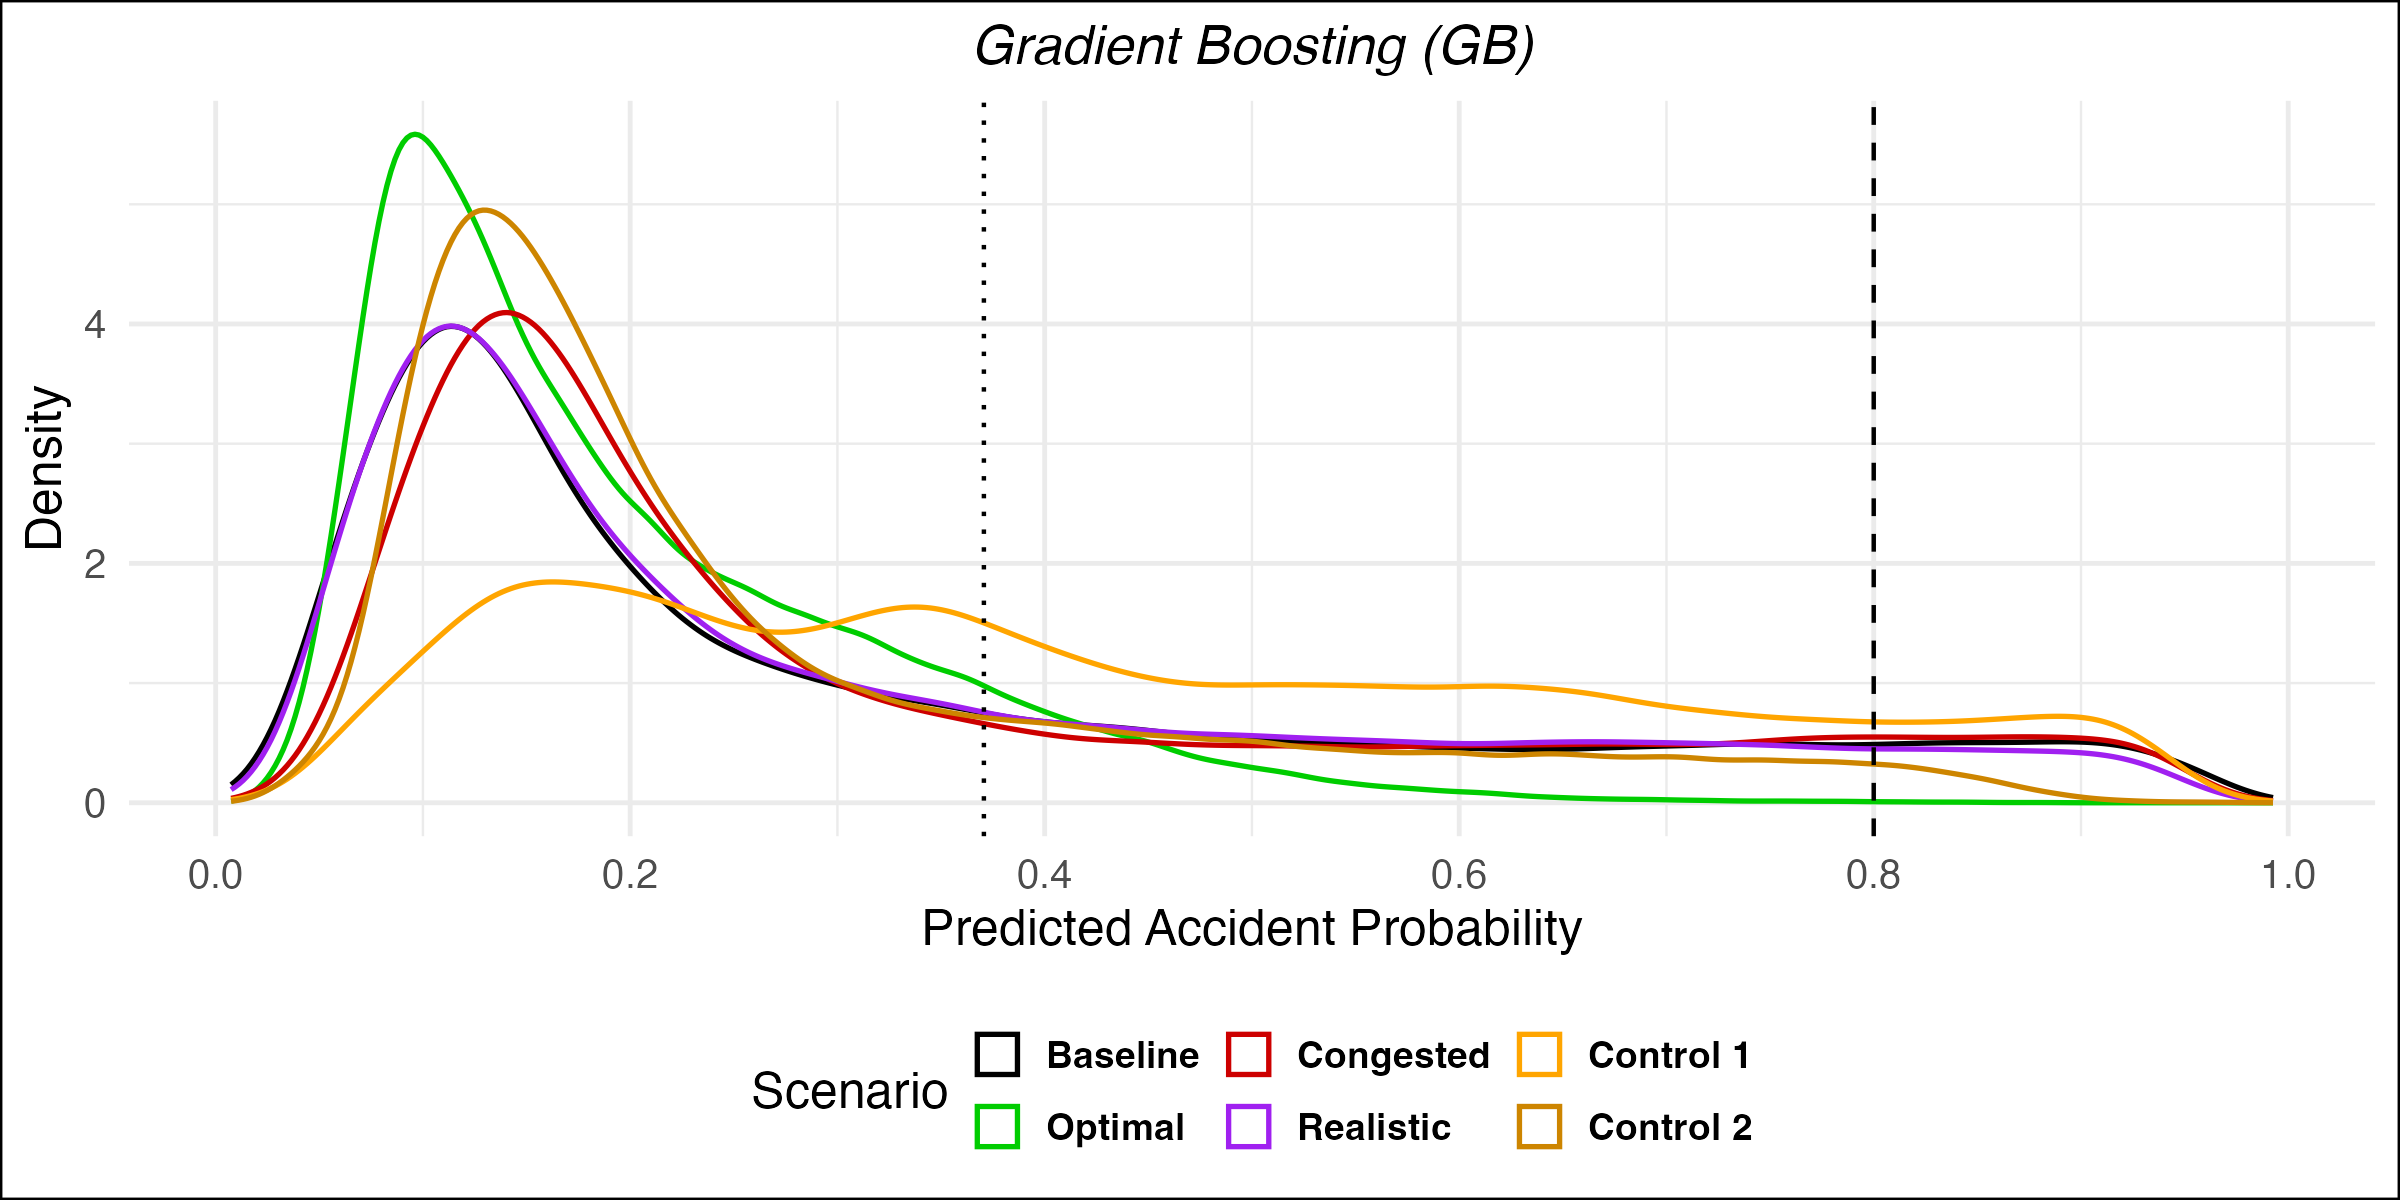 Gradient Boosting (GB)
Density
4
2
0
0.0 0.2 0.4 0.6 0.8 1.0
Predicted Accident Probability
Scenario
Baseline Congested Control 1
Optimal Realistic Control 2